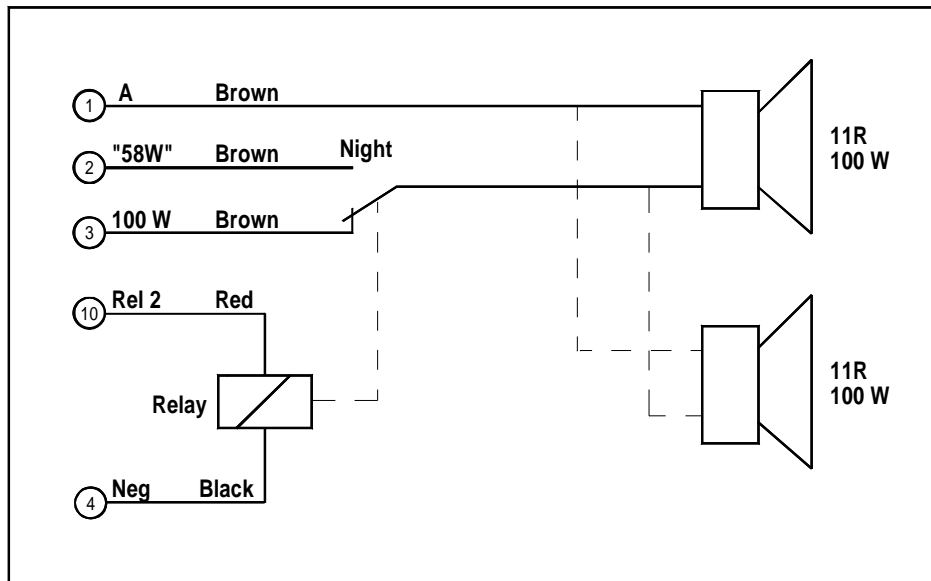 1 A Brown
2 "58W" Brown Night
3 100 W Brown
11R
100 W
10 Rel 2 Red
Relay
4 Neg Black
11R
100 W